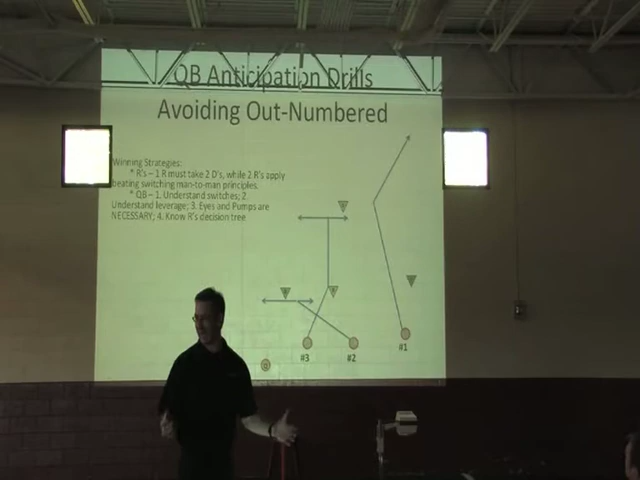 QB Anticipation Drills
Avoiding Out-Numbered
Winning Strategies:
* R's – 1 R must take 2 D's, while 2 R's apply
beating switching man-to-man principles.
* QB – 1. Understand switches; 2.
Understand leverage; 3. Eyes and Pumps are
NECESSARY; 4. Know R's decision tree
#3
#2
#1